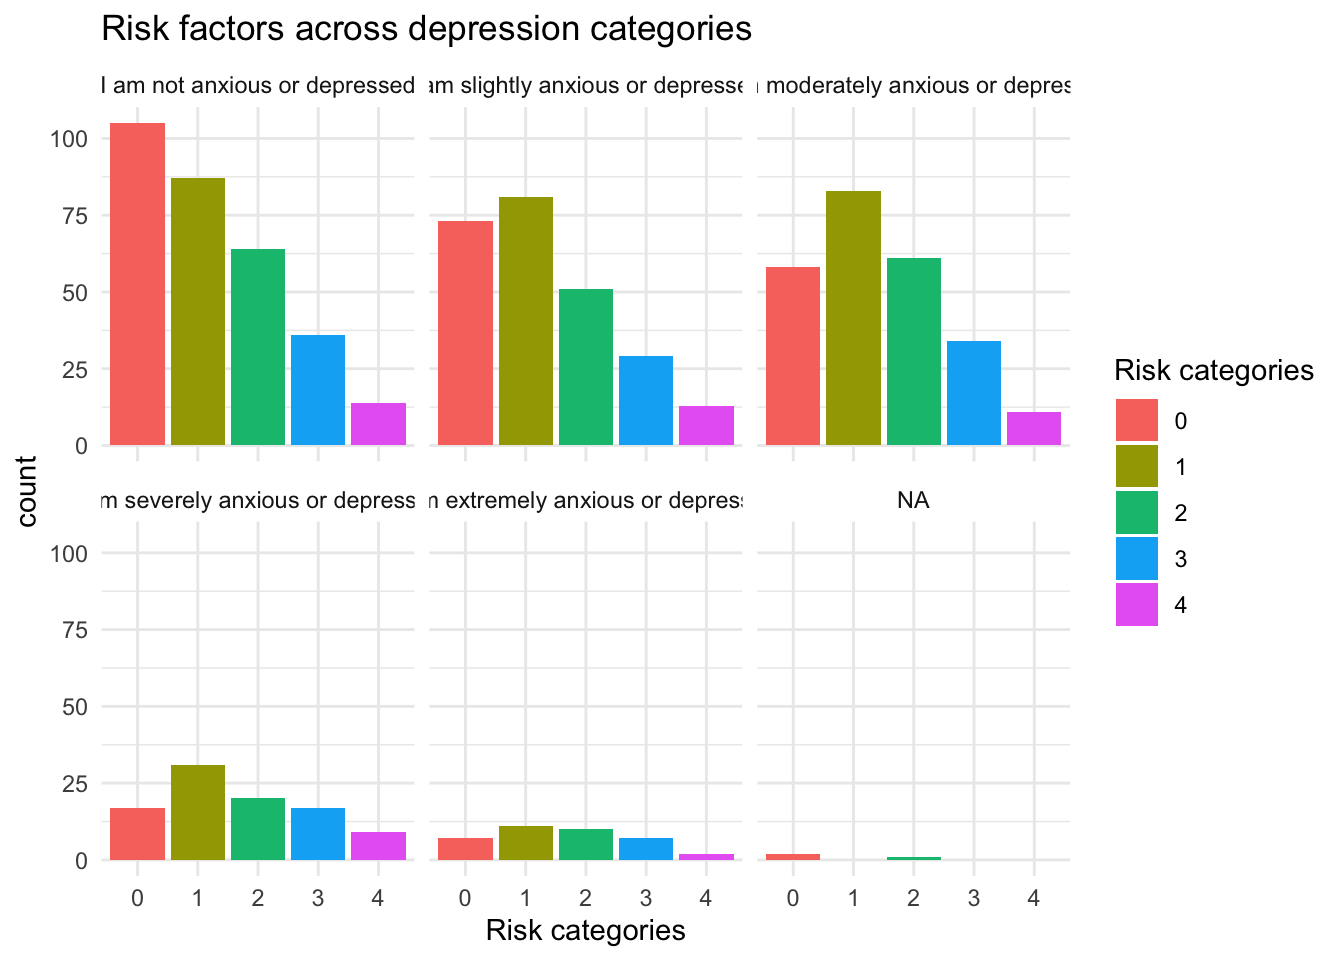 Risk factors across depression categories
I am not anxious or depressed
am slightly anxious or depresse
moderately anxious or depres
100
75
50
25
0
m severely anxious or depress
m extremely anxious or depress
NA
100
75
50
25
0
0 1 2 3 4
0 1 2 3 4
0 1 2 3 4
Risk categories
count
Risk categories
0
1
2
3
4